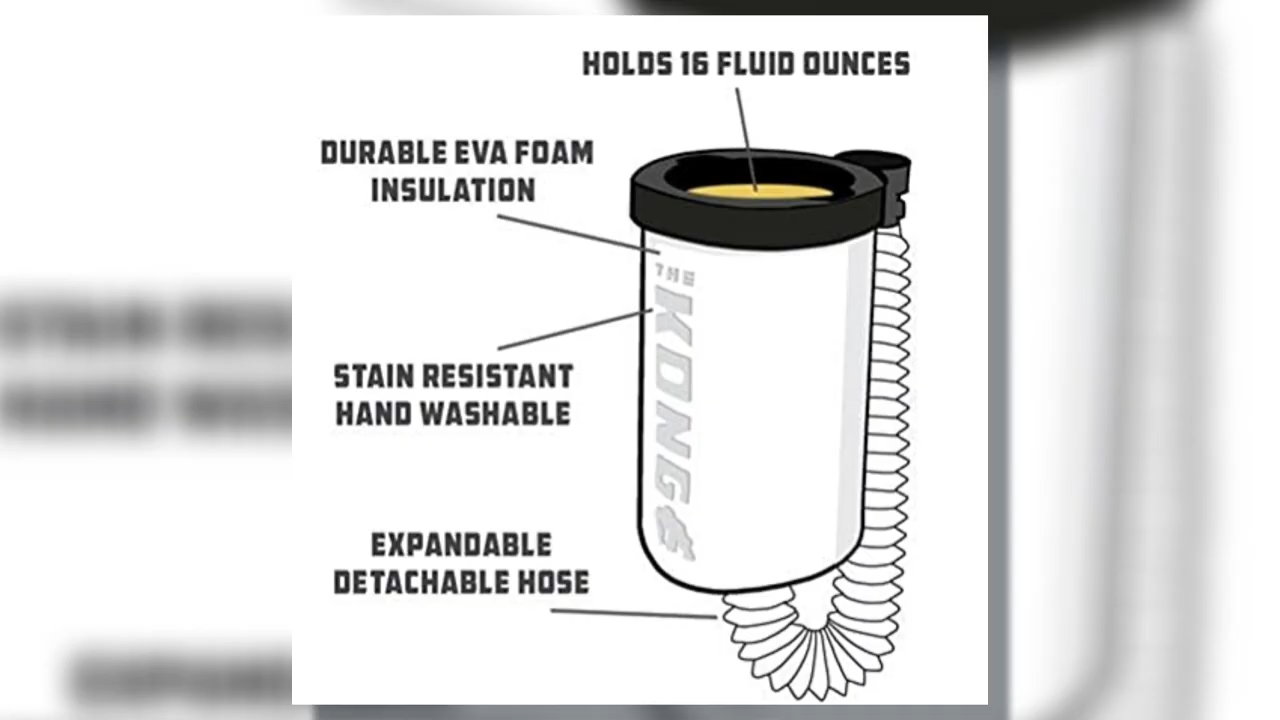 HOLDS 16 FLUID OUNCES
DURABLE EVA FOAM
INSULATION
THE
KONG
STAIN RESISTANT
HAND WASHABLE
EXPANDABLE
DETACHABLE HOSE